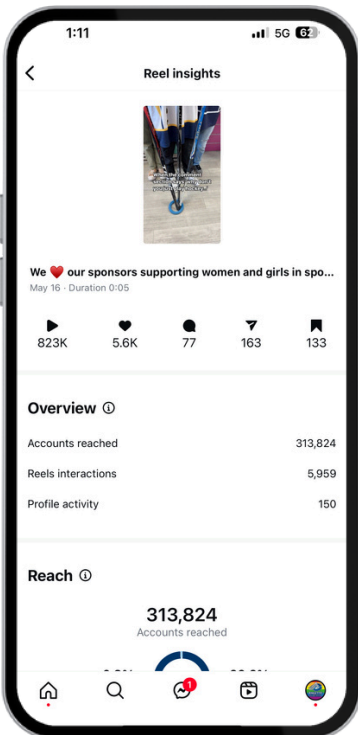 1:11 5G 62
Reel insights
We ❤️ our sponsors supporting women and girls in spo...
May 16 · Duration 0:05
823K 5.6K 77 163 133
Overview
Accounts reached 313,824
Reels interactions 5,959
Profile activity 150
Reach
313,824
Accounts reached
1